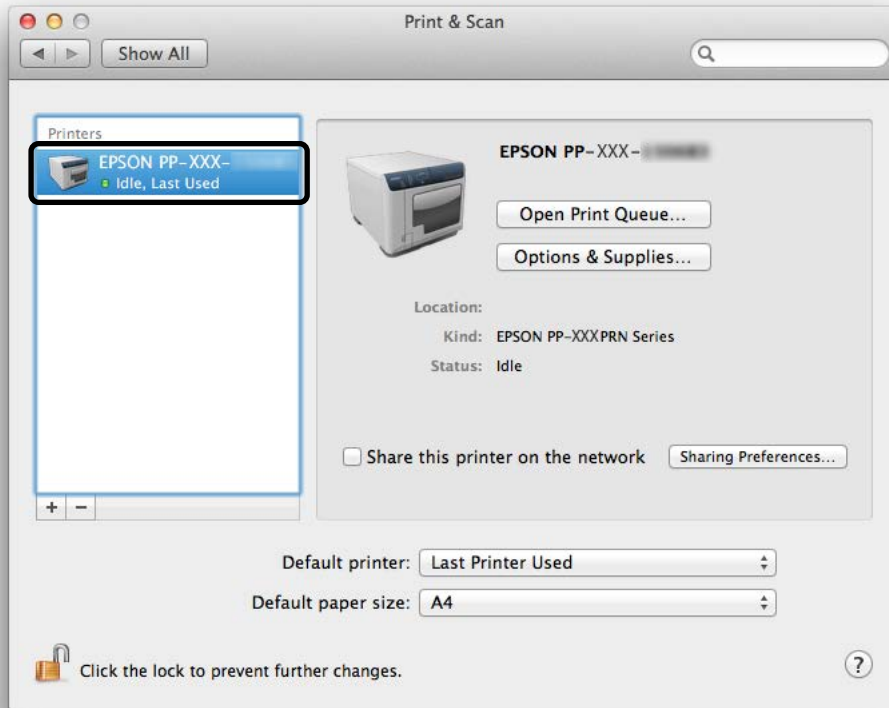 Print & Scan
Show All
Printers
EPSON PP-XXX-
Idle, Last Used
EPSON PP-XXX-
Open Print Queue...
Options & Supplies...
Location:
Kind: EPSON PP-XXXPRN Series
Status: Idle
Share this printer on the network Sharing Preferences...
+ −
Default printer: Last Printer Used
Default paper size: A4
Click the lock to prevent further changes.
?